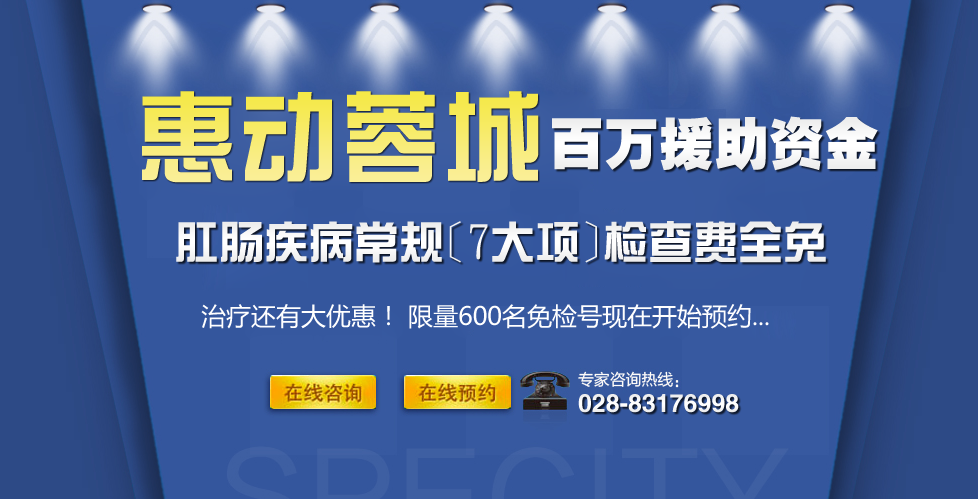 惠动蓉城 百万援助资金
肛肠疾病常规〔7大项〕检查费全免
治疗还有大优惠！ 限量600名免检号现在开始预约...
在线咨询 在线预约 专家咨询热线：
028-83176998
SPECITY